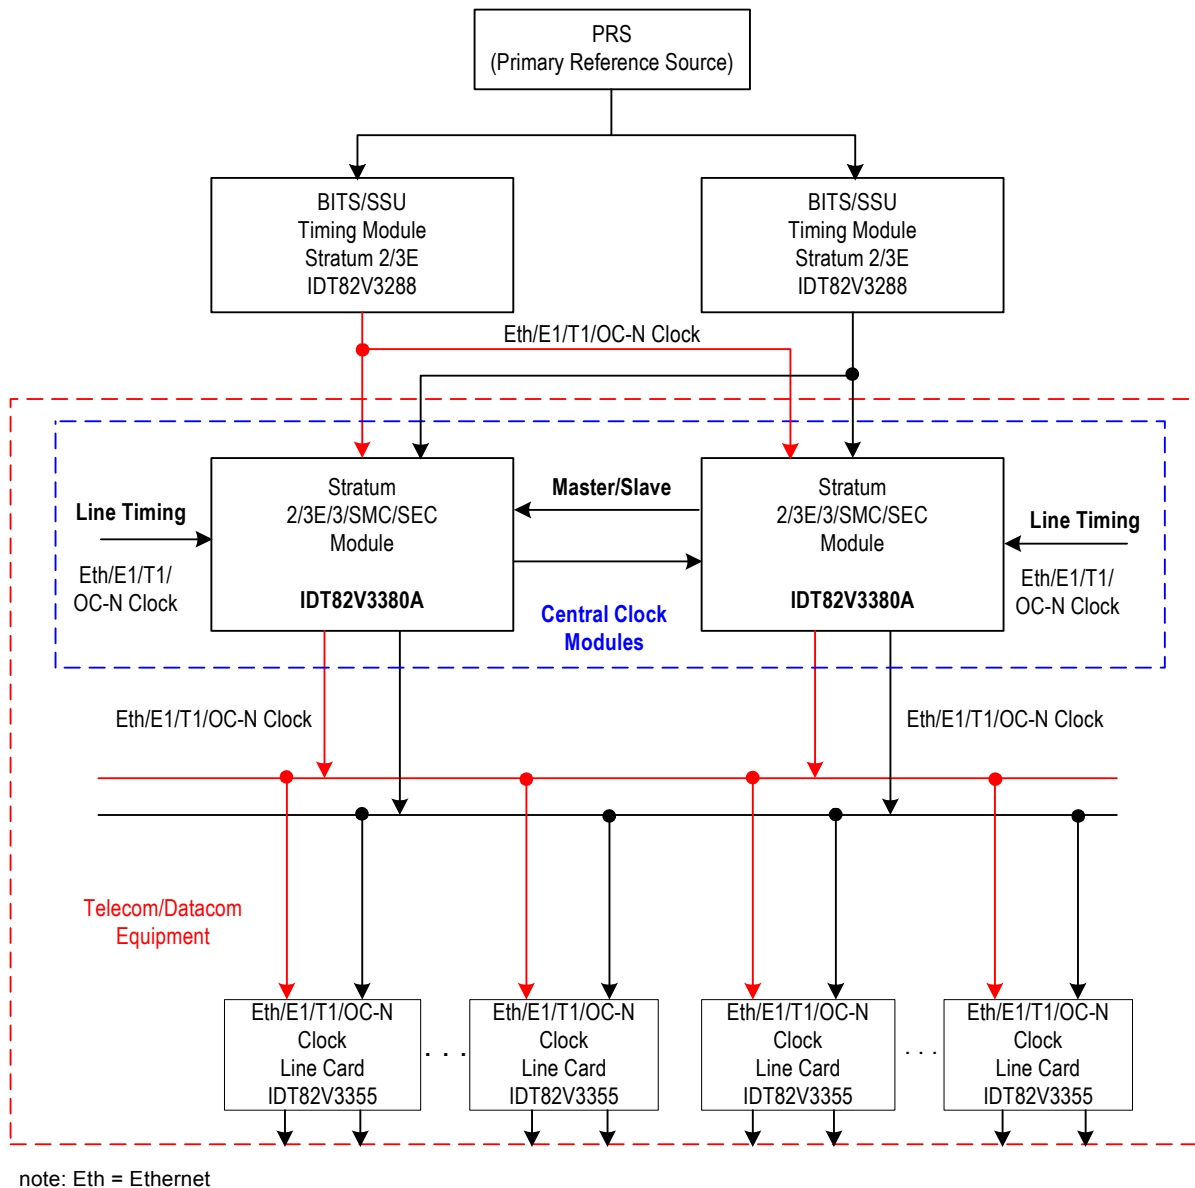 PRS
(Primary Reference Source)
BITS/SSU
Timing Module
Stratum 2/3E
IDT82V3288
BITS/SSU
Timing Module
Stratum 2/3E
IDT82V3288
Eth/E1/T1/OC-N Clock
Line Timing
Eth/E1/T1/
OC-N Clock
Stratum
2/3E/3/SMC/SEC
Module
IDT82V3380A
Master/Slave
Central Clock
Modules
Stratum
2/3E/3/SMC/SEC
Module
IDT82V3380A
Line Timing
Eth/E1/T1/
OC-N Clock
Eth/E1/T1/OC-N Clock
Eth/E1/T1/OC-N Clock
Telecom/Datacom
Equipment
Eth/E1/T1/OC-N
Clock
Line Card
IDT82V3355
. . .
Eth/E1/T1/OC-N
Clock
Line Card
IDT82V3355
Eth/E1/T1/OC-N
Clock
Line Card
IDT82V3355
. . .
Eth/E1/T1/OC-N
Clock
Line Card
IDT82V3355
note: Eth = Ethernet